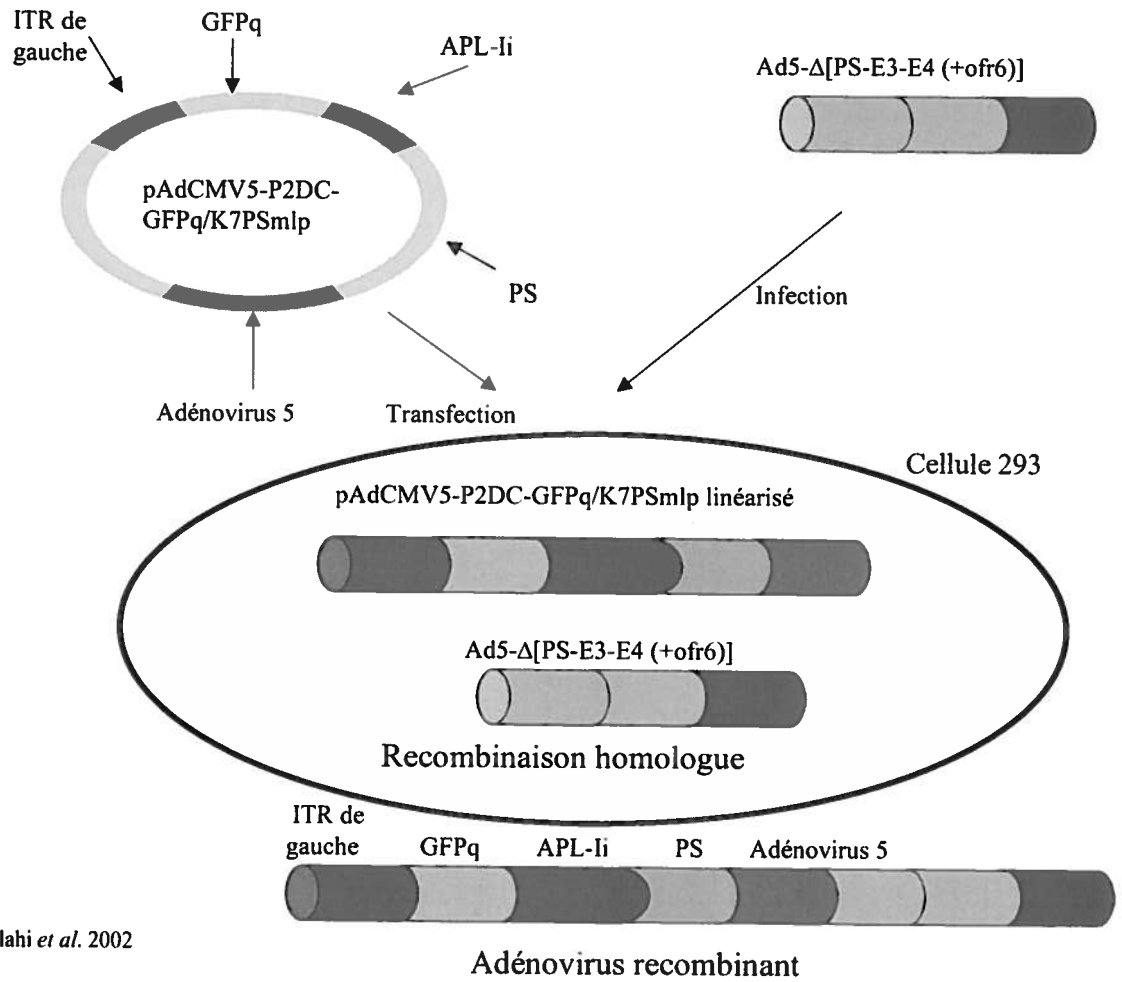 ITR de
gauche
GFPq
APL-Ii
Ad5-Δ[PS-E3-E4 (+ofr6)]
pAdCMV5-P2DC-
GFPq/K7PSmlp
PS
Infection
Adénovirus 5
Transfection
Cellule 293
pAdCMV5-P2DC-GFPq/K7PSmlp linéarisé
Ad5-Δ[PS-E3-E4 (+ofr6)]
Recombinaison homologue
ITR de
gauche
GFPq
APL-Ii
PS
Adénovirus 5
lahi et al. 2002
Adénovirus recombinant